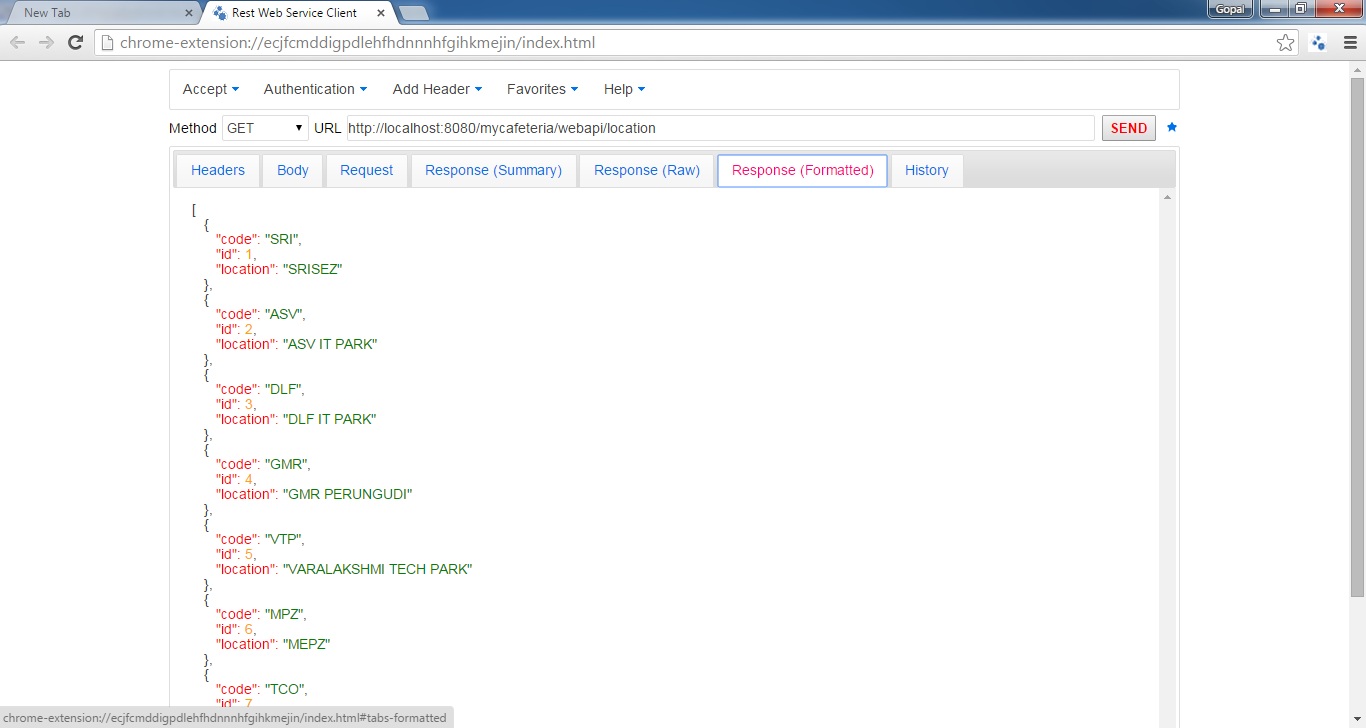 New Tab
Rest Web Service Client
Gopal
chrome-extension://ecjfcmddigpdlehfhdnnnhfgihkmejin/index.html
Accept Authentication Add Header Favorites Help
Method GET URL http://localhost:8080/mycafeteria/webapi/location SEND
Headers Body Request Response (Summary) Response (Raw) Response (Formatted) History
[
{
"code": "SRI",
"id": 1,
"location": "SRISEZ"
},
{
"code": "ASV",
"id": 2,
"location": "ASV IT PARK"
},
{
"code": "DLF",
"id": 3,
"location": "DLF IT PARK"
},
{
"code": "GMR",
"id": 4,
"location": "GMR PERUNGUDI"
},
{
"code": "VTP",
"id": 5,
"location": "VARALAKSHMI TECH PARK"
},
{
"code": "MPZ",
"id": 6,
"location": "MEPZ"
},
{
"code": "TCO",
"id": 7
chrome-extension://ecjfcmddigpdlehfhdnnnhfgihkmejin/index.html#tabs-formatted